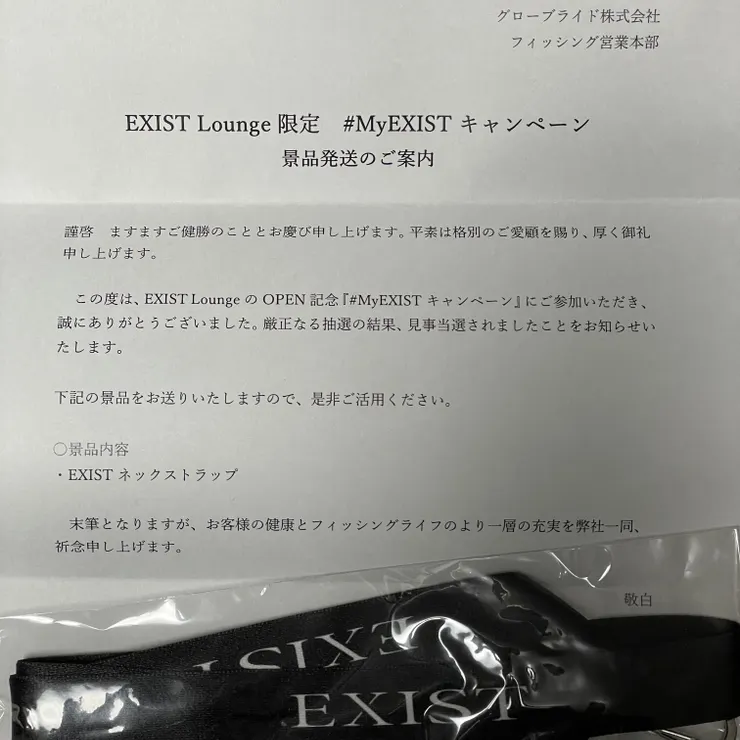 グローブライド株式会社
フィッシング営業本部
EXIST Lounge 限定　#MyEXIST キャンペーン
景品発送のご案内
謹啓　ますますご健勝のこととお慶び申し上げます。平素は格別のご愛顧を賜り、厚く御礼
申し上げます。
この度は、EXIST Lounge の OPEN 記念『#MyEXIST キャンペーン』にご参加いただき、
誠にありがとうございました。厳正なる抽選の結果、見事当選されましたことをお知らせい
たします。
下記の景品をお送りいたしますので、是非ご活用ください。
○景品内容
・EXIST ネックストラップ
末筆となりますが、お客様の健康とフィッシングライフのより一層の充実を弊社一同、
祈念申し上げます。
敬白
EXIST
EXIST